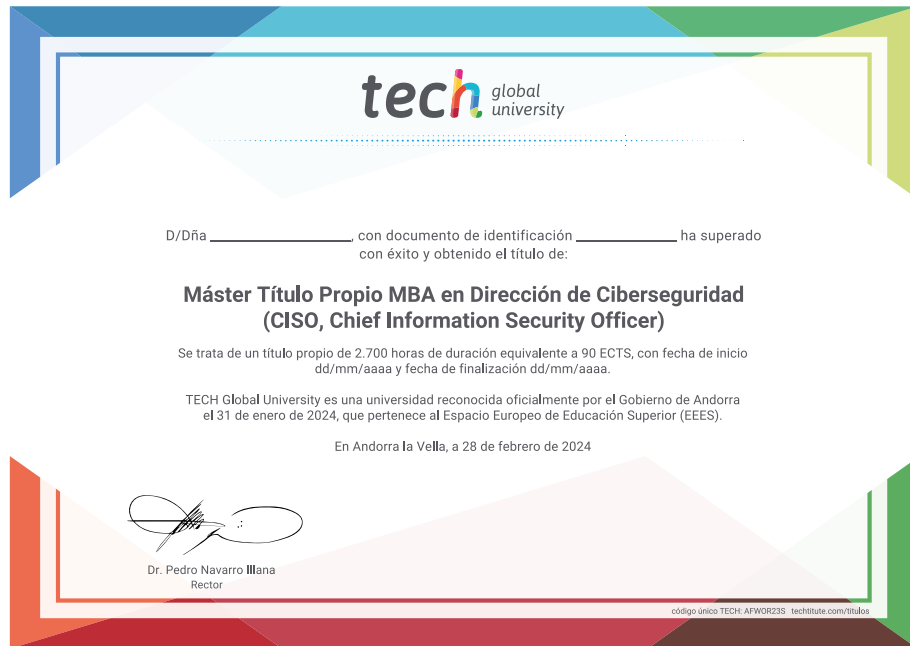 tech global university
D/Dña ____________________, con documento de identificación ______________ ha superado
con éxito y obtenido el título de:
Máster Título Propio MBA en Dirección de Ciberseguridad
(CISO, Chief Information Security Officer)
Se trata de un título propio de 2.700 horas de duración equivalente a 90 ECTS, con fecha de inicio
dd/mm/aaaa y fecha de finalización dd/mm/aaaa.
TECH Global University es una universidad reconocida oficialmente por el Gobierno de Andorra
el 31 de enero de 2024, que pertenece al Espacio Europeo de Educación Superior (EEES).
En Andorra la Vella, a 28 de febrero de 2024
Dr. Pedro Navarro Illana
Rector
código único TECH: AFWOR23S techtitute.com/titulos